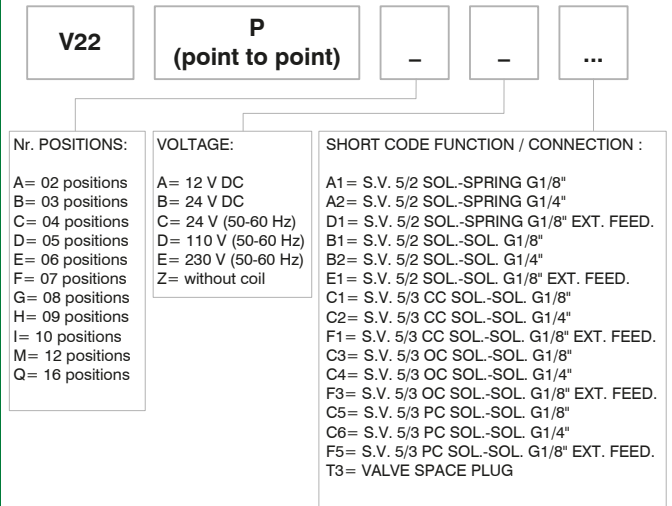 V22
P
(point to point)
_
_
...
Nr. POSITIONS:
A= 02 positions
B= 03 positions
C= 04 positions
D= 05 positions
E= 06 positions
F= 07 positions
G= 08 positions
H= 09 positions
I= 10 positions
M= 12 positions
Q= 16 positions
VOLTAGE:
A= 12 V DC
B= 24 V DC
C= 24 V (50-60 Hz)
D= 110 V (50-60 Hz)
E= 230 V (50-60 Hz)
Z= without coil
SHORT CODE FUNCTION / CONNECTION :
A1= S.V. 5/2 SOL.-SPRING G1/8"
A2= S.V. 5/2 SOL.-SPRING G1/4"
D1= S.V. 5/2 SOL.-SPRING G1/8" EXT. FEED.
B1= S.V. 5/2 SOL.-SOL. G1/8"
B2= S.V. 5/2 SOL.-SOL. G1/4"
E1= S.V. 5/2 SOL.-SOL. G1/8" EXT. FEED.
C1= S.V. 5/3 CC SOL.-SOL. G1/8"
C2= S.V. 5/3 CC SOL.-SOL. G1/4"
F1= S.V. 5/3 CC SOL.-SOL. G1/8" EXT. FEED.
C3= S.V. 5/3 OC SOL.-SOL. G1/8"
C4= S.V. 5/3 OC SOL.-SOL. G1/4"
F3= S.V. 5/3 OC SOL.-SOL. G1/8" EXT. FEED.
C5= S.V. 5/3 PC SOL.-SOL. G1/8"
C6= S.V. 5/3 PC SOL.-SOL. G1/4"
F5= S.V. 5/3 PC SOL.-SOL. G1/8" EXT. FEED.
T3= VALVE SPACE PLUG